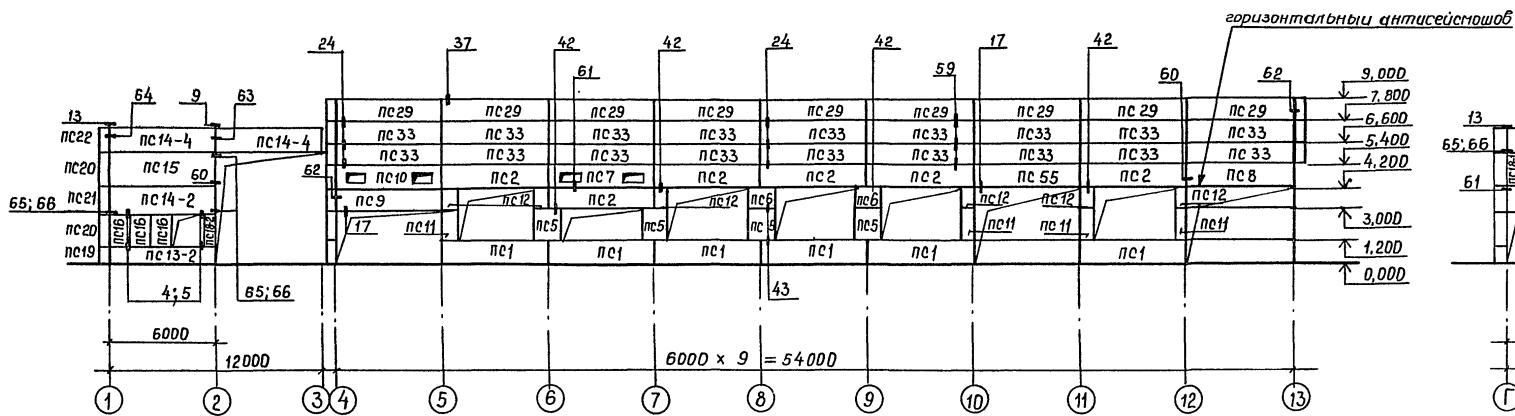 горизонтальный антисейсмошов
24 37 42 42 24 42 17 42
61 59 60 62
9,000
7,800
6,600
5,400
4,200
3,000
1,200
0,000
64 9 63
13 13
пс22 пс14-4 пс14-4
пс20 пс15
60 62
пс21 пс14-2
65;66 65;66
пс20 пс16 пс16 пс16 пс18-2
пс19 пс13-2
4;5 65;66
пс29 пс29 пс29 пс29 пс29 пс29 пс29 пс29 пс29
пс33 пс33 пс33 пс33 пс33 пс33 пс33 пс33 пс33
пс33 пс33 пс33 пс33 пс33 пс33 пс33 пс33 пс33
пс10 пс2 пс7 пс2 пс2 пс2 пс55 пс2 пс8
пс9 пс12 пс2 пс12 пс6 пс6 пс12 пс12 пс12
17 пс11 пс5 пс5 пс5 пс5 пс11 пс11 пс11
пс1 пс1 пс1 пс1 пс1 пс1 пс1
43
61
6000
12000
6000 × 9 = 54000
1 2 3 4 5 6 7 8 9 10 11 12 13 Г